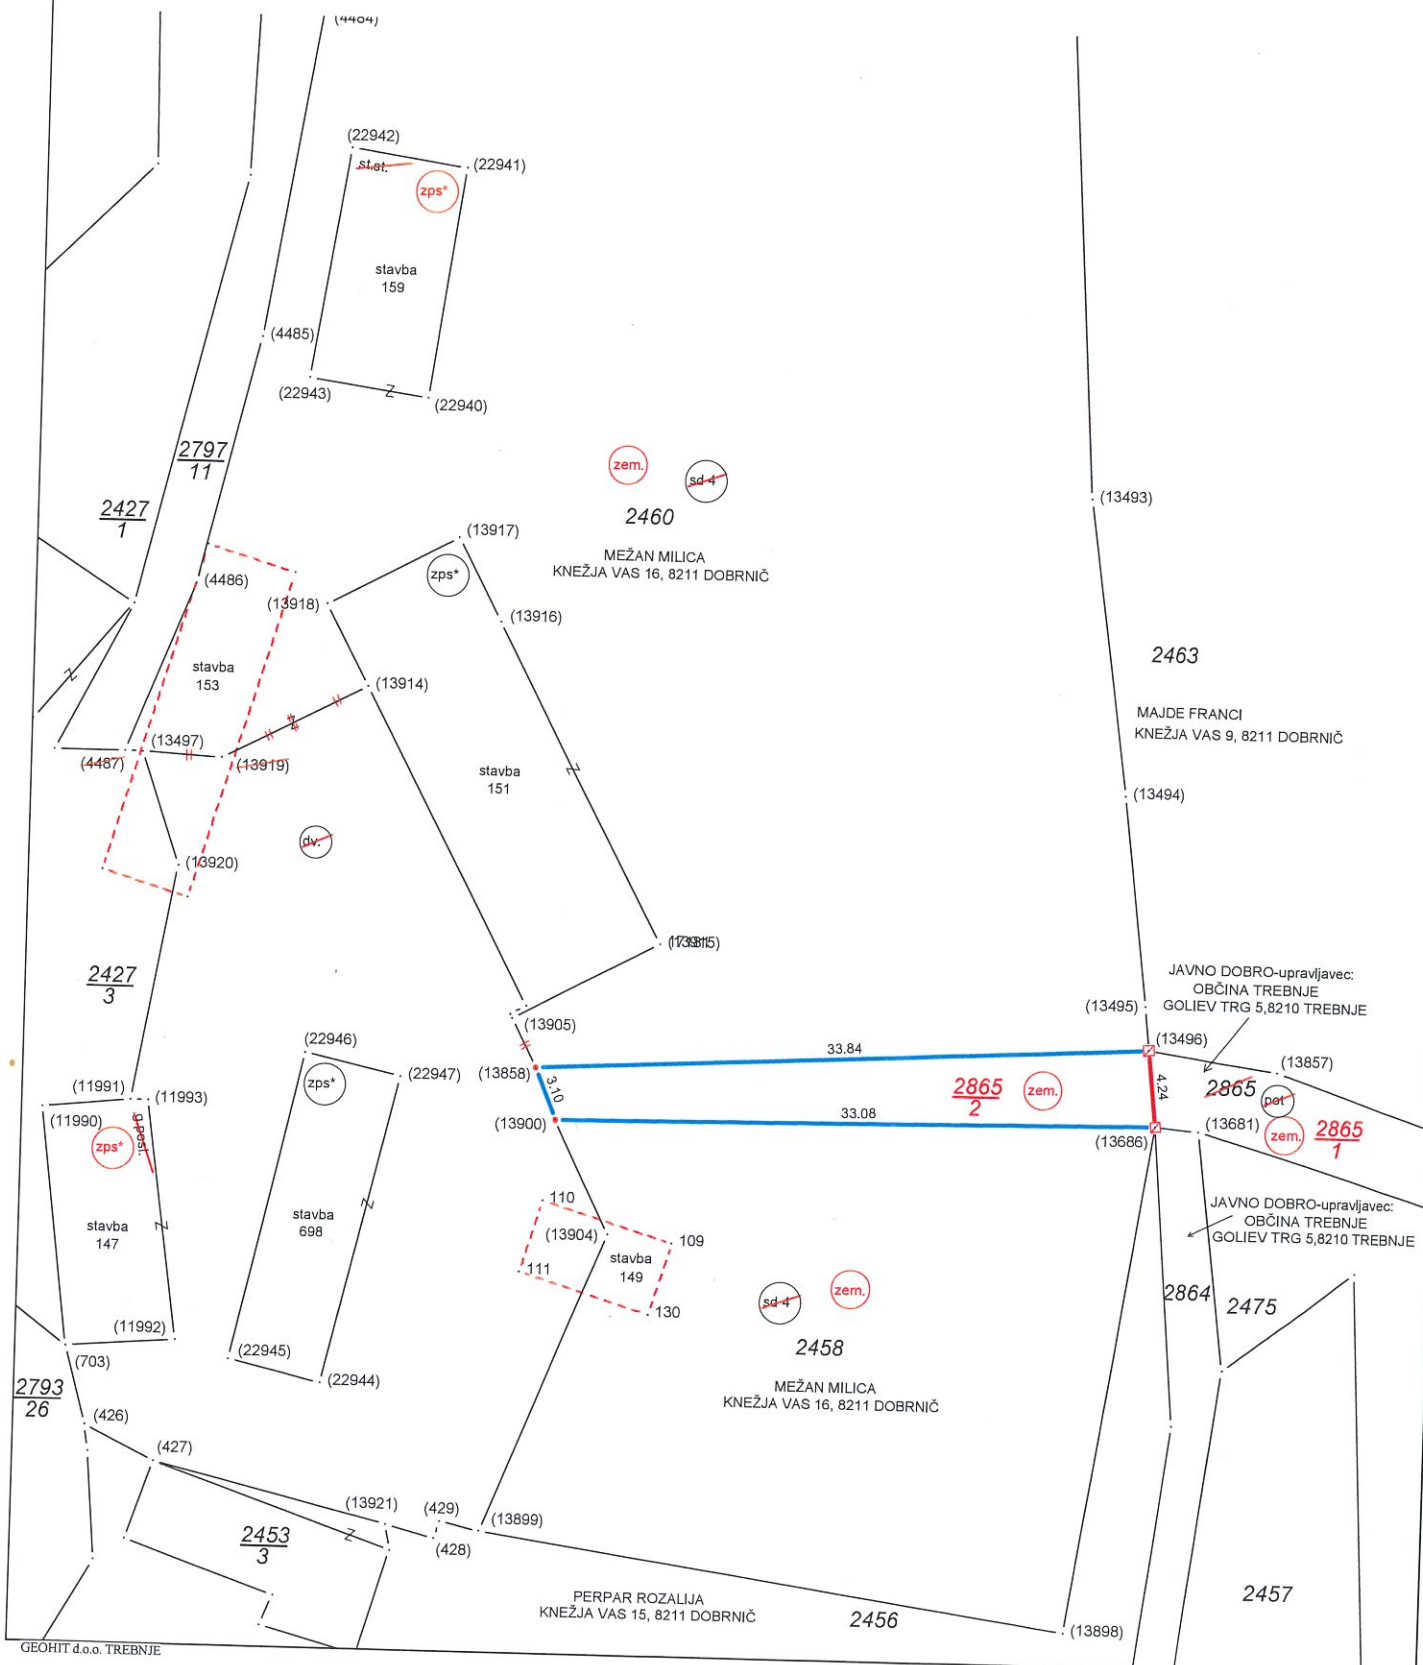 (4484)
(22942)
st.st.
(22941)
zps*
stavba
159
(4485)
(22943)
Z
(22940)
2797
11
2427
1
zem.
sd 4
2460
MEŽAN MILICA
KNEŽJA VAS 16, 8211 DOBRNIČ
(13493)
(13917)
zps*
(4486)
(13918)
(13916)
2463
MAJDE FRANCI
KNEŽJA VAS 9, 8211 DOBRNIČ
stavba
153
Z
(13914)
Z
(13497)
(4487)
(13919)
stavba
151
Z
(13494)
dv.
(13920)
2427
3
JAVNO DOBRO-upravljavec:
OBČINA TREBNJE
GOLIEV TRG 5,8210 TREBNJE
(13495)
(13905)
(13496)
33.84
(13857)
(22946)
(22947)
zps*
(13858)
3.10
(13900)
33.08
2865
2
zem.
4.24
2865
pot
(13681)
zem.
2865
1
(13686)
(11991)
(11993)
(11990)
g.posl.
zps*
stavba
147
Z
stavba
698
Z
110
(13904)
109
stavba
149
111
130
JAVNO DOBRO-upravljavec:
OBČINA TREBNJE
GOLIEV TRG 5,8210 TREBNJE
2864
2475
sd 4
zem.
2458
MEŽAN MILICA
KNEŽJA VAS 16, 8211 DOBRNIČ
(11992)
(703)
(22945)
(22944)
2793
26
(426)
(427)
(13921)
(429)
(13899)
(428)
Z
2453
3
PERPAR ROZALIJA
KNEŽJA VAS 15, 8211 DOBRNIČ
2456
2457
(13898)
GEOHIT d.o.o. TREBNJE